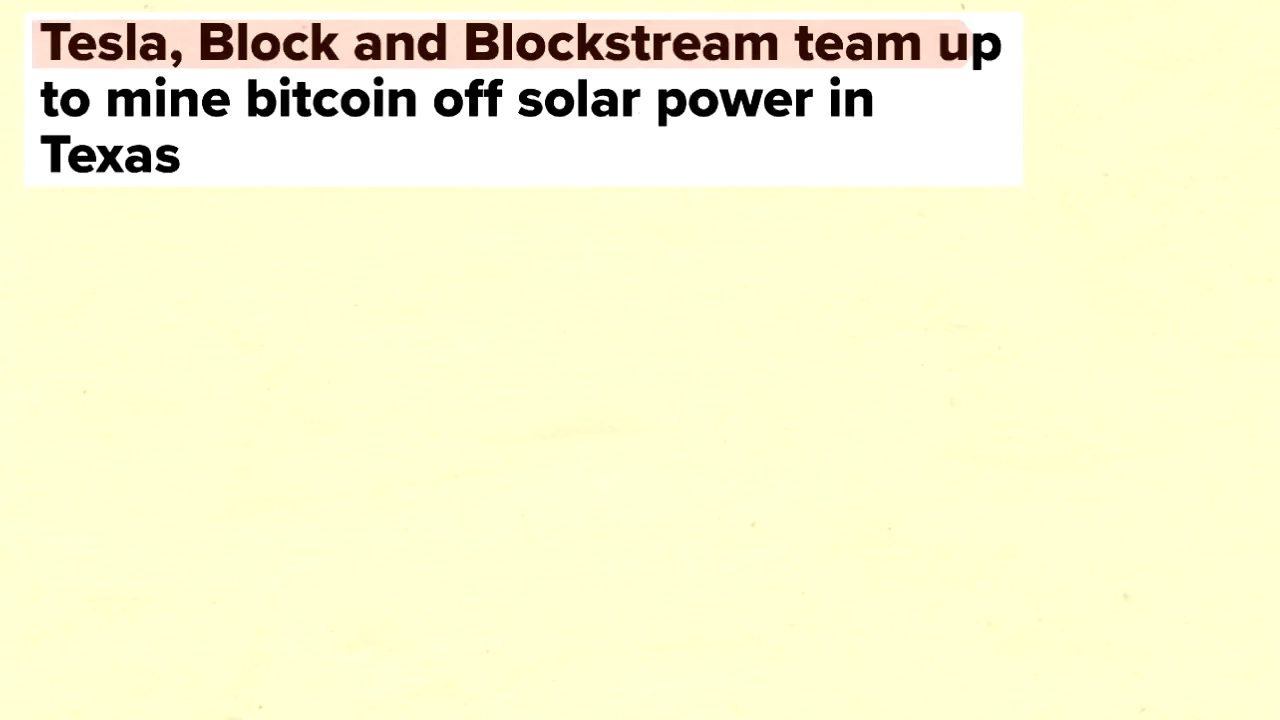 Tesla, Block and Blockstream team up
to mine bitcoin off solar power in
Texas